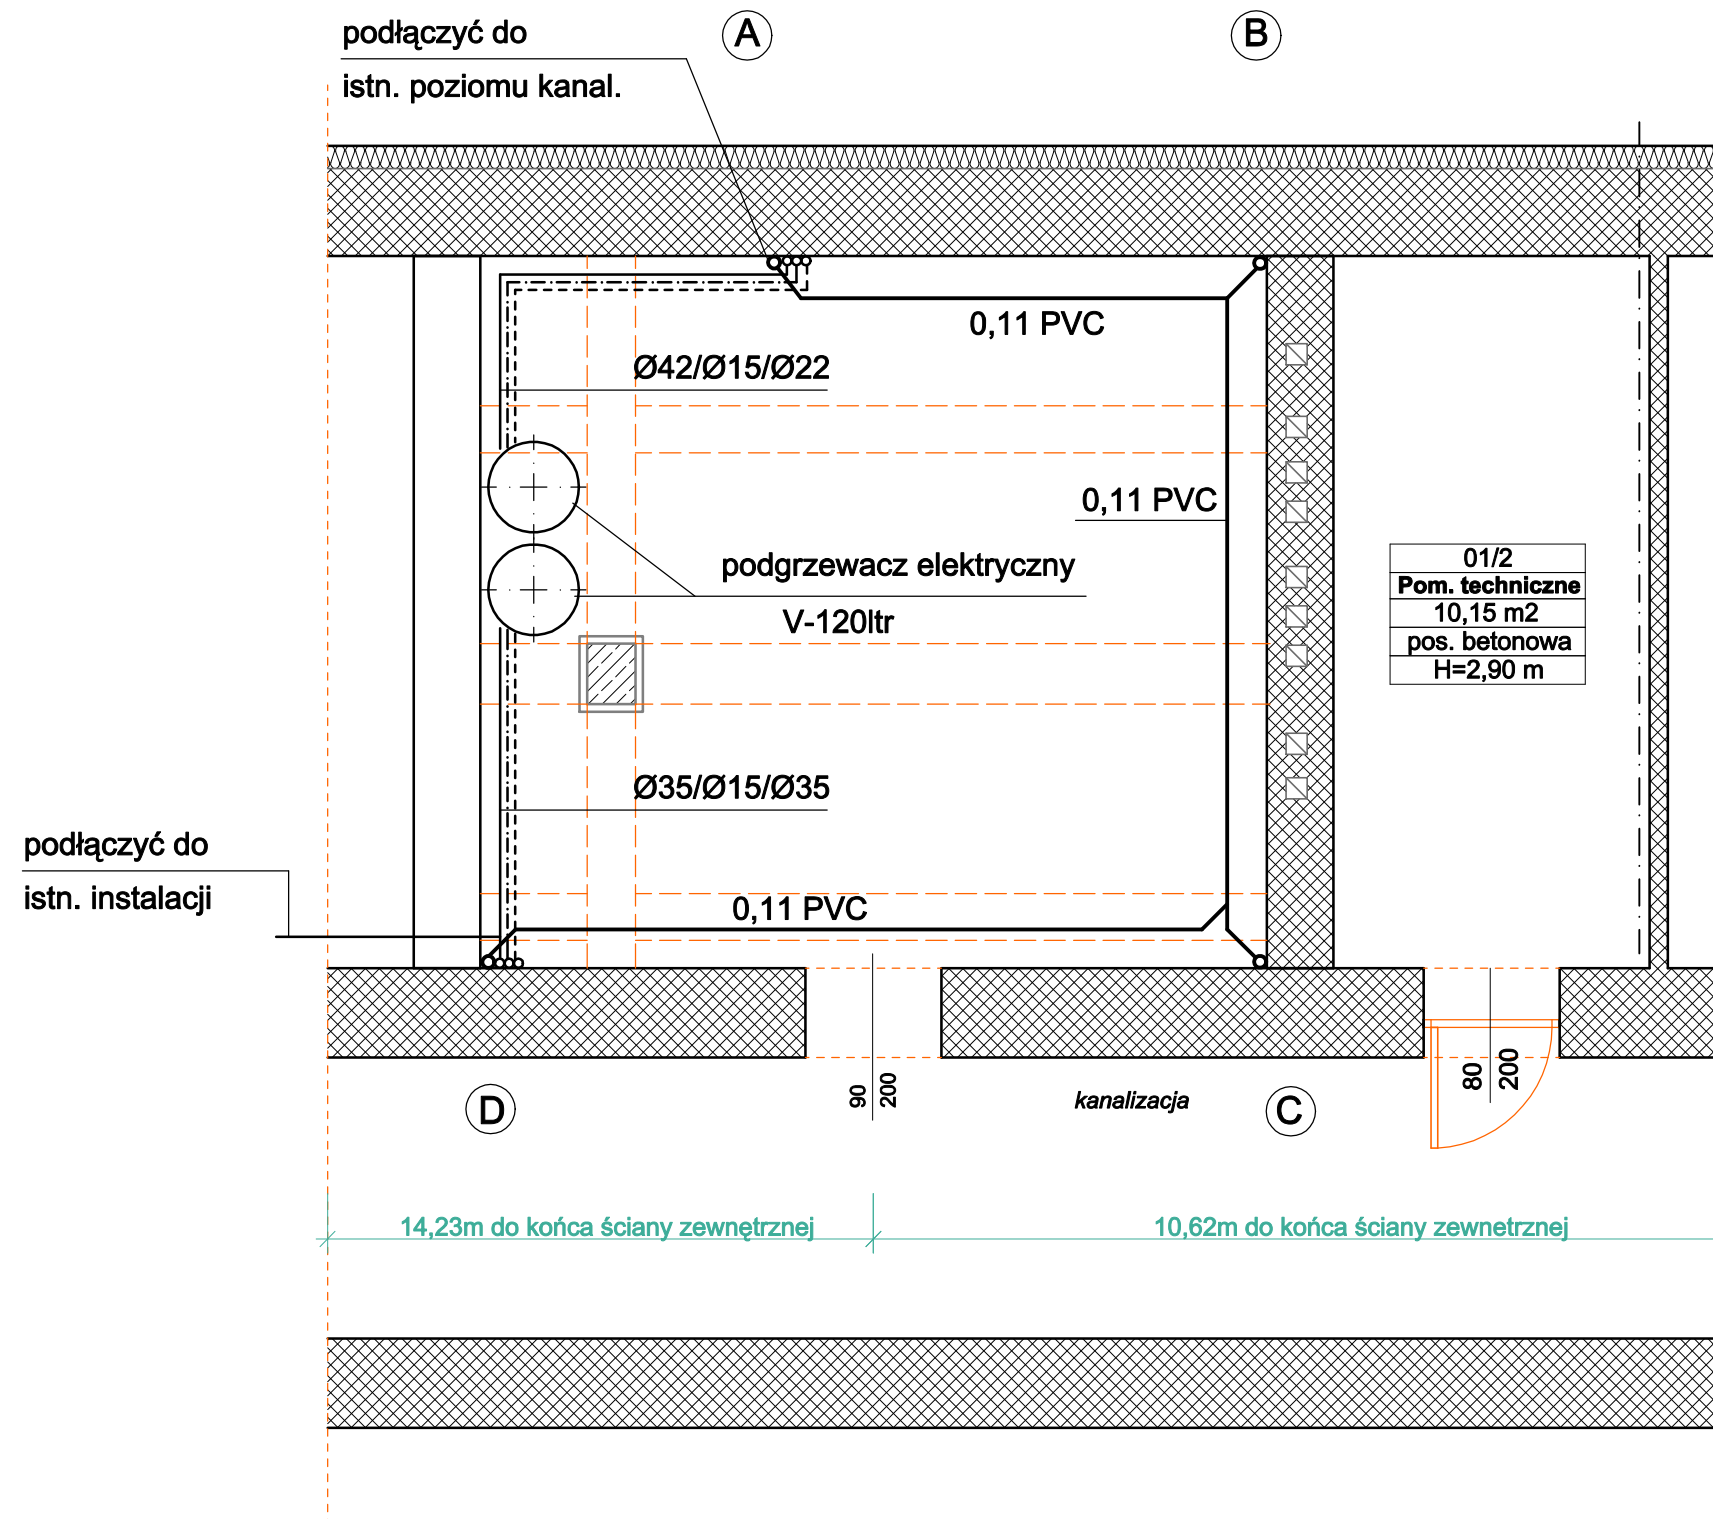 podłączyć do
istn. poziomu kanal.
A
B
0,11 PVC
Ø42/Ø15/Ø22
0,11 PVC
podgrzewacz elektryczny
V-120ltr
01/2
Pom. techniczne
10,15 m2
pos. betonowa
H=2,90 m
Ø35/Ø15/Ø35
podłączyć do
istn. instalacji
0,11 PVC
D
90
200
kanalizacja
C
80
200
14,23m do końca ściany zewnętrznej
10,62m do końca ściany zewnetrznej